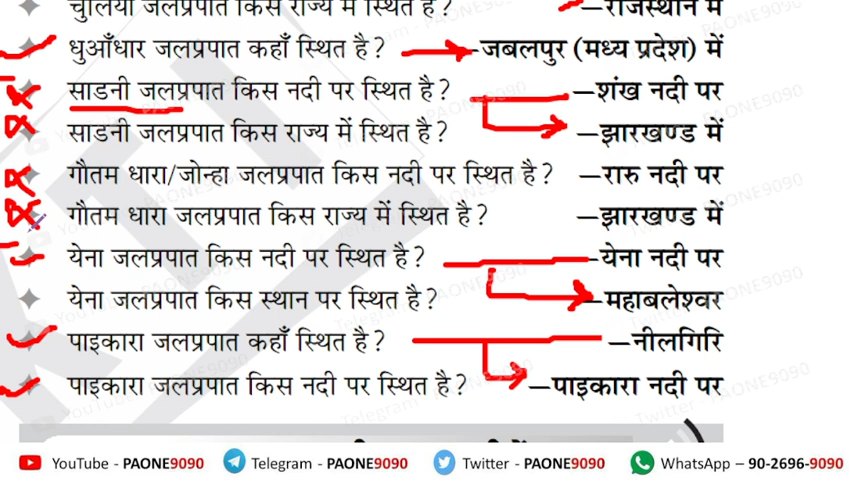 चुलिया जलप्रपात किस राज्य में स्थित है? —राजस्थान में
धुआँधार जलप्रपात कहाँ स्थित है? -जबलपुर (मध्य प्रदेश) में
साडनी जलप्रपात किस नदी पर स्थित है? —शंख नदी पर
साडनी जलप्रपात किस राज्य में स्थित है? —झारखण्ड में
गौतम धारा/जोन्हा जलप्रपात किस नदी पर स्थित है? —रारु नदी पर
गौतम धारा जलप्रपात किस राज्य में स्थित है? —झारखण्ड में
येना जलप्रपात किस नदी पर स्थित है? -येना नदी पर
येना जलप्रपात किस स्थान पर स्थित है? —महाबलेश्वर
पाइकारा जलप्रपात कहाँ स्थित है? —नीलगिरि
पाइकारा जलप्रपात किस नदी पर स्थित है? —पाइकारा नदी पर
YouTube - PAONE9090 Telegram - PAONE9090 Twitter - PAONE9090 WhatsApp – 90-2696-9090